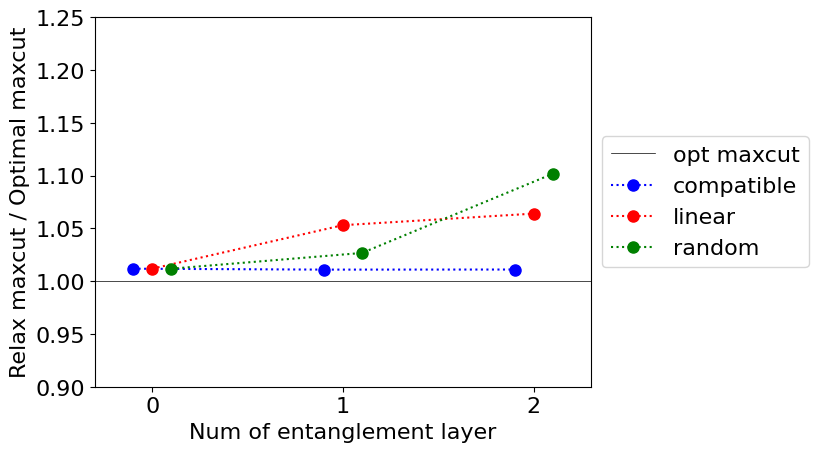 Relax maxcut / Optimal maxcut
1.25
1.20
1.15
1.10
1.05
1.00
0.95
0.90
0
1
2
Num of entanglement layer
opt maxcut
compatible
linear
random